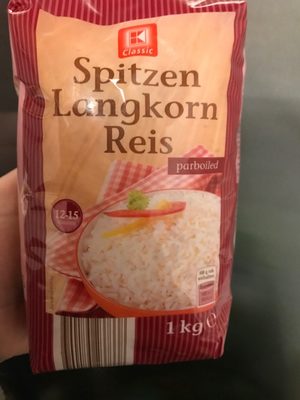 K
Classic
Spitzen
Langkorn
Reis
parboiled
12-15
1 kg e